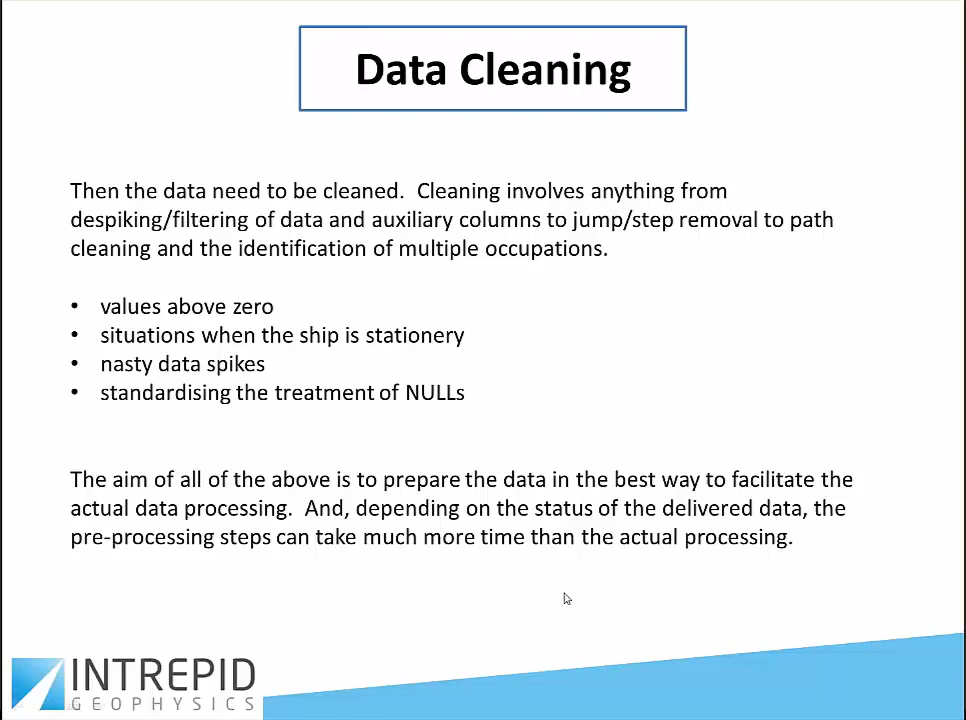 Data Cleaning
Then the data need to be cleaned.  Cleaning involves anything from
despiking/filtering of data and auxiliary columns to jump/step removal to path
cleaning and the identification of multiple occupations.
• values above zero
• situations when the ship is stationery
• nasty data spikes
• standardising the treatment of NULLs
The aim of all of the above is to prepare the data in the best way to facilitate the
actual data processing.  And, depending on the status of the delivered data, the
pre-processing steps can take much more time than the actual processing.
INTREPID
GEOPHYSICS